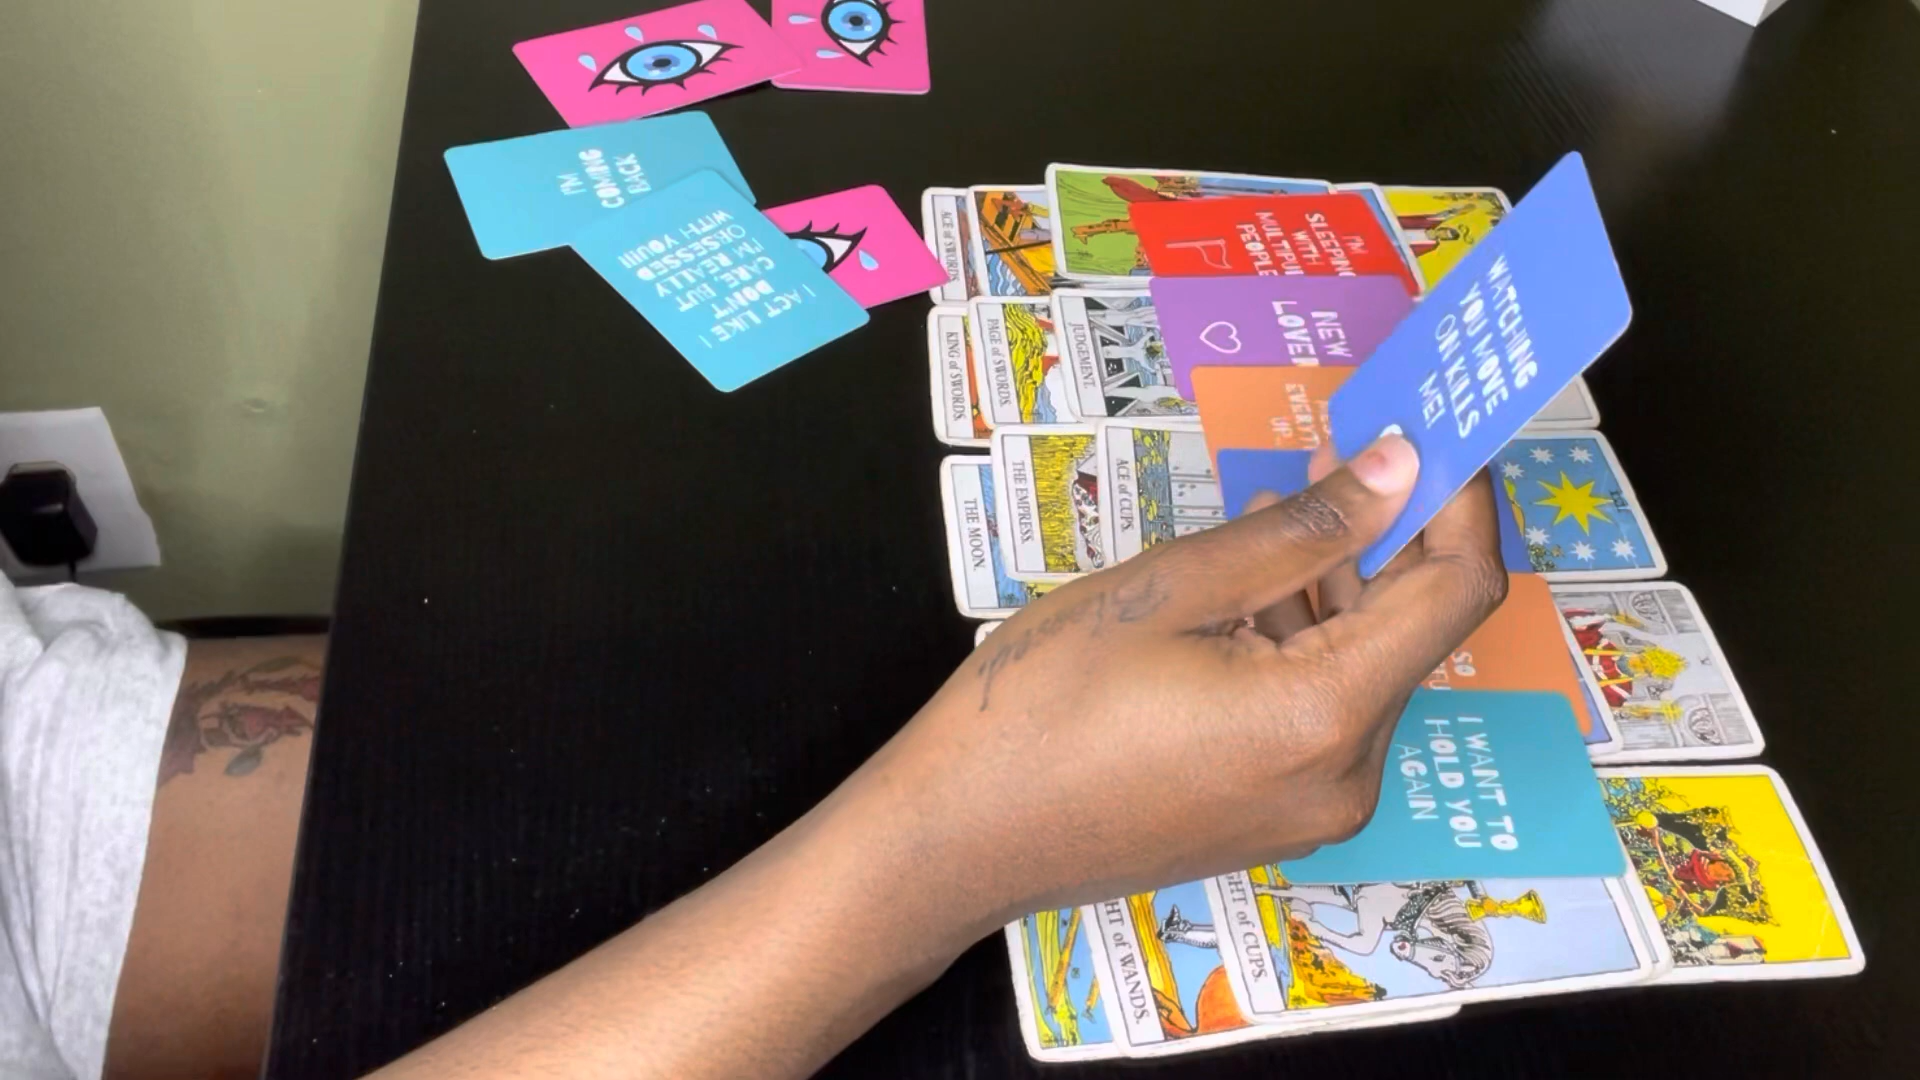 I'M
COMING
BACK
I ACT LIKE I
DON'T
CARE, BUT
I'M REALLY
OBSESSED
WITH YOU!!!
ACE of SWORDS.
KING of SWORDS.
PAGE of SWORDS.
JUDGEMENT.
THE MOON.
THE EMPRESS.
ACE of CUPS.
I'M
SLEEPING
WITH
PEOPLE
NEW
UP.
WATCHING
YOU MOVE
ON KILLS
ME!
SO
I WANT TO
HOLD YOU
AGAIN
of WANDS.
of CUPS.